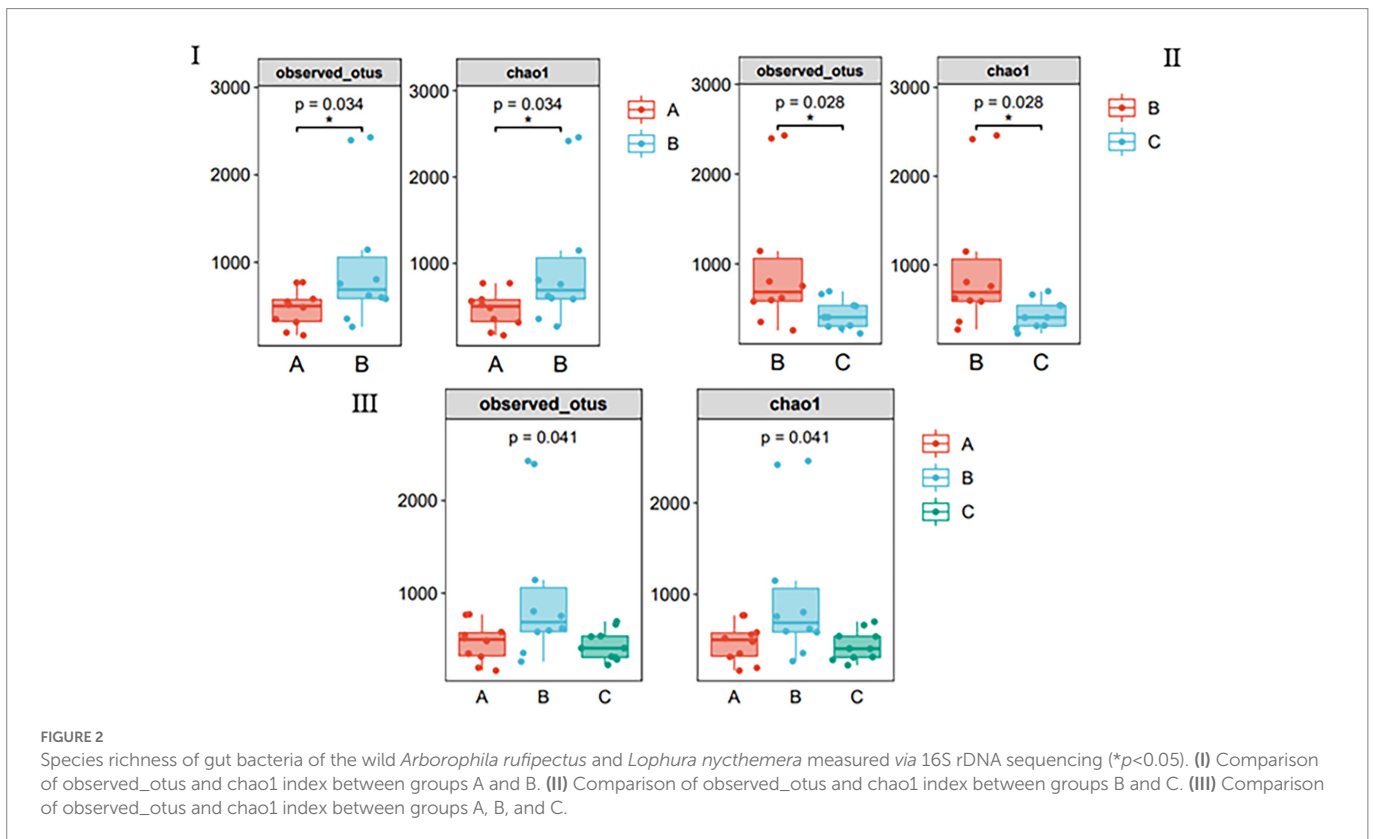 I
observed_otus
chao1
3000
3000
p = 0.034
p = 0.034
*
*
A
B
2000
2000
1000
1000
A B
A B
II
observed_otus
chao1
3000
3000
p = 0.028
p = 0.028
*
*
B
C
2000
2000
1000
1000
B C
B C
III
observed_otus
chao1
p = 0.041
p = 0.041
A
B
C
2000
2000
1000
1000
A B C
A B C
FIGURE 2
Species richness of gut bacteria of the wild Arborophila rufipectus and Lophura nycthemera measured via 16S rDNA sequencing (*p<0.05). (I) Comparison
of observed_otus and chao1 index between groups A and B. (II) Comparison of observed_otus and chao1 index between groups B and C. (III) Comparison
of observed_otus and chao1 index between groups A, B, and C.